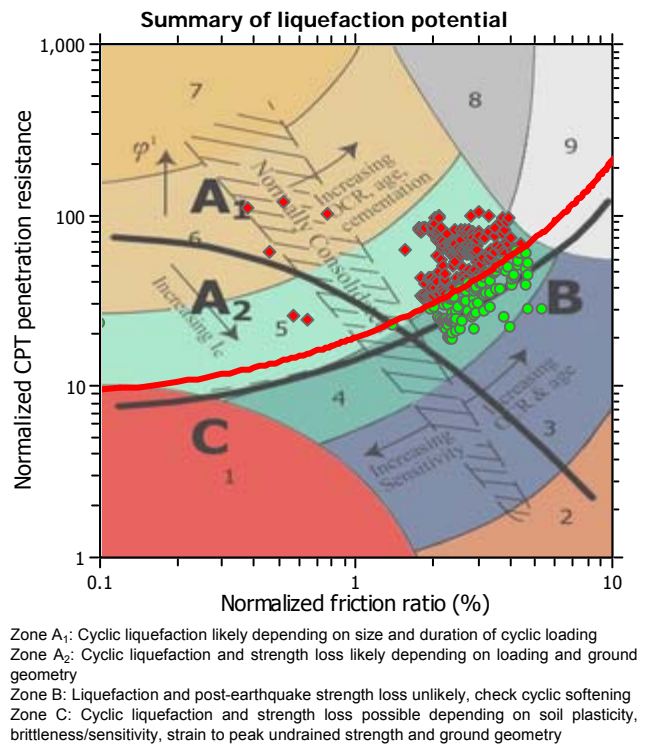 Summary of liquefaction potential
1,000
100
10
1
Normalized CPT penetration resistance
7
8
9
φ'
A1
Normally Consolidated
Increasing
OCR, age,
cementation
6
A2
Increasing Ic
5
B
4
C
1
Increasing
Sensitivity
Increasing
OCR & age
3
2
0.1
1
10
Normalized friction ratio (%)
Zone A1: Cyclic liquefaction likely depending on size and duration of cyclic loading
Zone A2: Cyclic liquefaction and strength loss likely depending on loading and ground
geometry
Zone B: Liquefaction and post-earthquake strength loss unlikely, check cyclic softening
Zone C: Cyclic liquefaction and strength loss possible depending on soil plasticity,
brittleness/sensitivity, strain to peak undrained strength and ground geometry